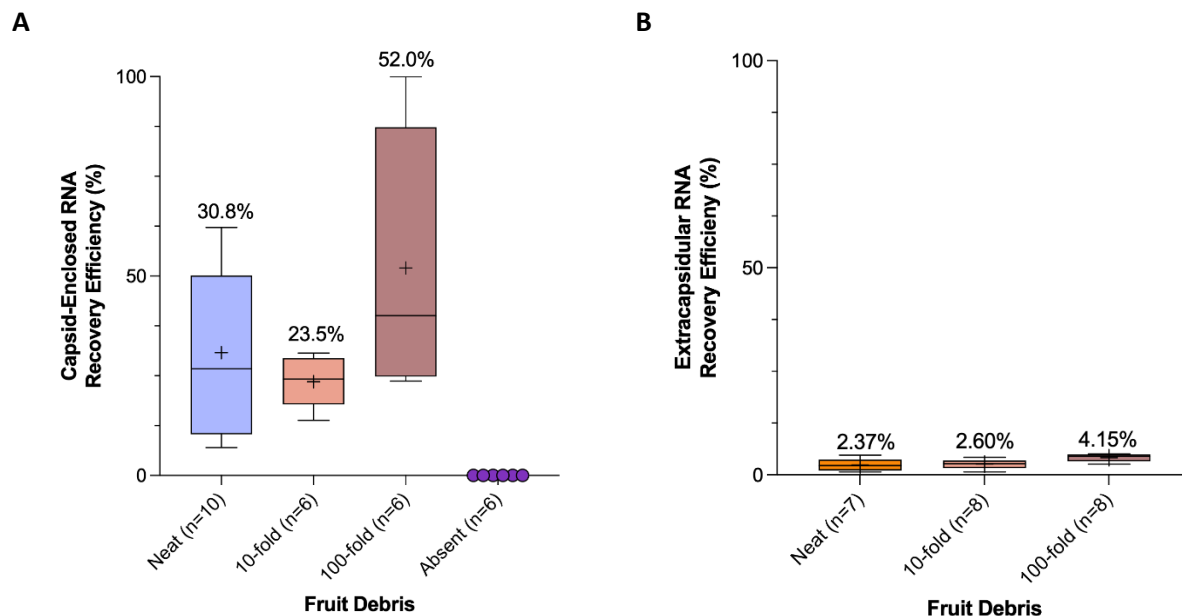 A
Capsid-Enclosed RNA
Recovery Efficiency (%)
100
50
0
30.8%
23.5%
52.0%
Neat (n=10)
10-fold (n=6)
100-fold (n=6)
Absent (n=6)
Fruit Debris
B
Extracapsidular RNA
Recovery Efficieny (%)
100
50
0
2.37%
2.60%
4.15%
Neat (n=7)
10-fold (n=8)
100-fold (n=8)
Fruit Debris